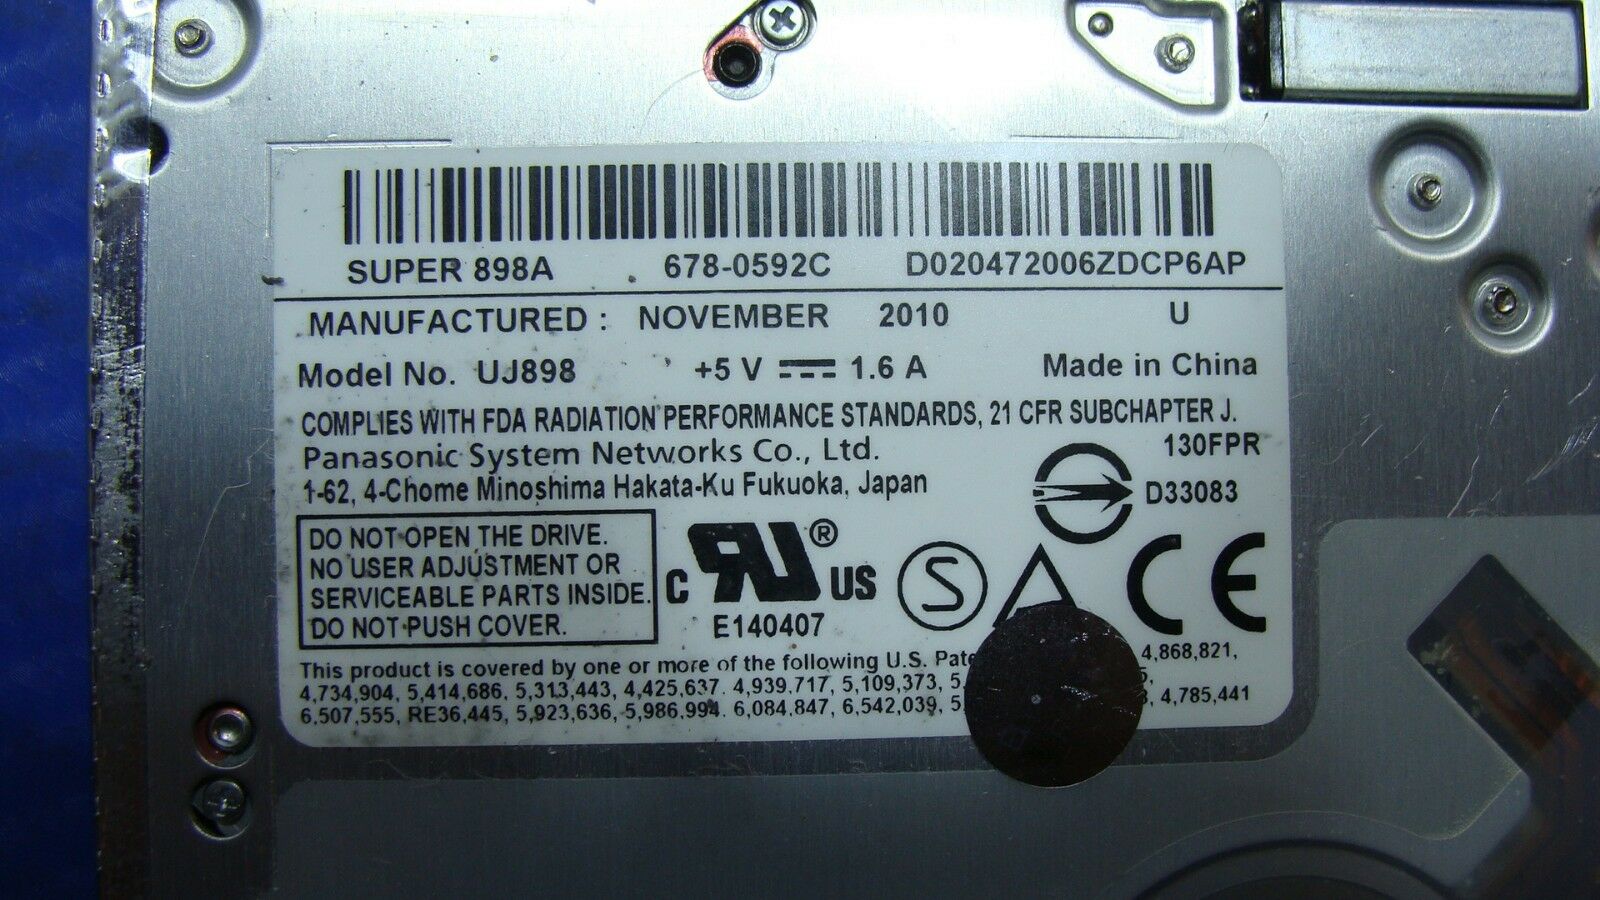 SUPER 898A 678-0592C D020472006ZDCP6AP
MANUFACTURED : NOVEMBER 2010 U
Model No. UJ898 +5 V 1.6 A Made in China
COMPLIES WITH FDA RADIATION PERFORMANCE STANDARDS, 21 CFR SUBCHAPTER J.
Panasonic System Networks Co., Ltd. 130FPR
1-62, 4-Chome Minoshima Hakata-Ku Fukuoka, Japan D33083
DO NOT OPEN THE DRIVE.
NO USER ADJUSTMENT OR
SERVICEABLE PARTS INSIDE.
DO NOT PUSH COVER.
C UR ® US
E140407
S
CE
This product is covered by one or more of the following U.S. 4,868,821,
4,734,904, 5,414,686, 5,313,443, 4,425,637. 4,939,717, 5,109,373,
6,507,555, RE36,445, 5,923,636, 5,986,994. 6,084,847, 6,542,039, 4,785,441